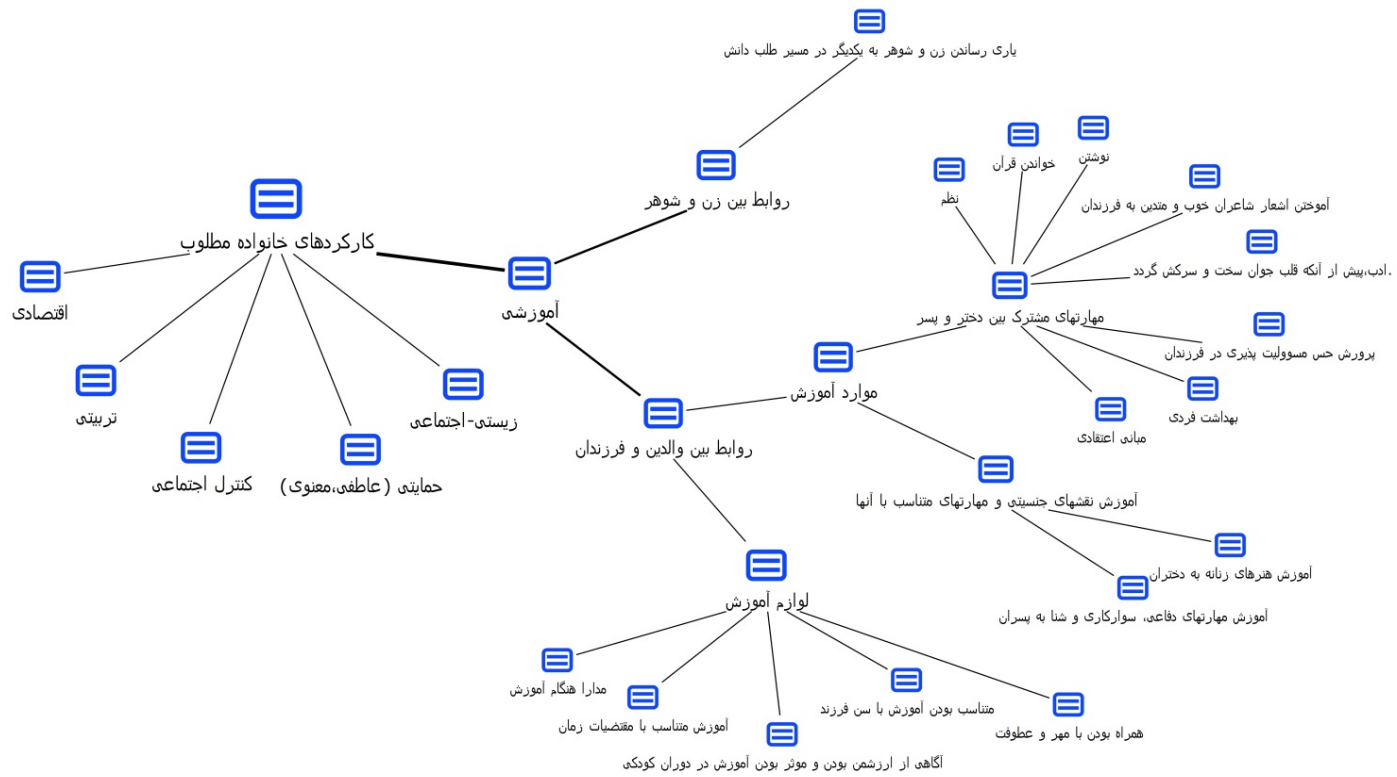 یاری رساندن زن و شوهر به یکدیگر در مسیر طلب دانش
نوشتن
خواندن قرآن
نظم
روابط بین زن و شوهر
آموختن اشعار شاعران خوب و متدین به فرزندان
کارکردهای خانواده مطلوب
ادب،پیش از آنکه قلب جوان سخت و سرکش گردد.
آموزشی
اقتصادی
مهارتهای مشترک بین دختر و پسر
پرورش حس مسوولیت پذیری در فرزندان
موارد آموزش
بهداشت فردی
تربیتی
زیستی-اجتماعی
مبانی اعتقادی
روابط بین والدین و فرزندان
کنترل اجتماعی
حمایتی (عاطفی،معنوی)
آموزش نقشهای جنسیتی و مهارتهای متناسب با آنها
آموزش هنرهای زنانه به دختران
لوازم آموزش
آموزش مهارتهای دفاعی، سوارکاری و شنا به پسران
مدارا هنگام آموزش
متناسب بودن آموزش با سن فرزند
آموزش متناسب با مقتضیات زمان
همراه بودن با مهر و عطوفت
آگاهی از ارزشمن بودن و موثر بودن آموزش در دوران کودکی